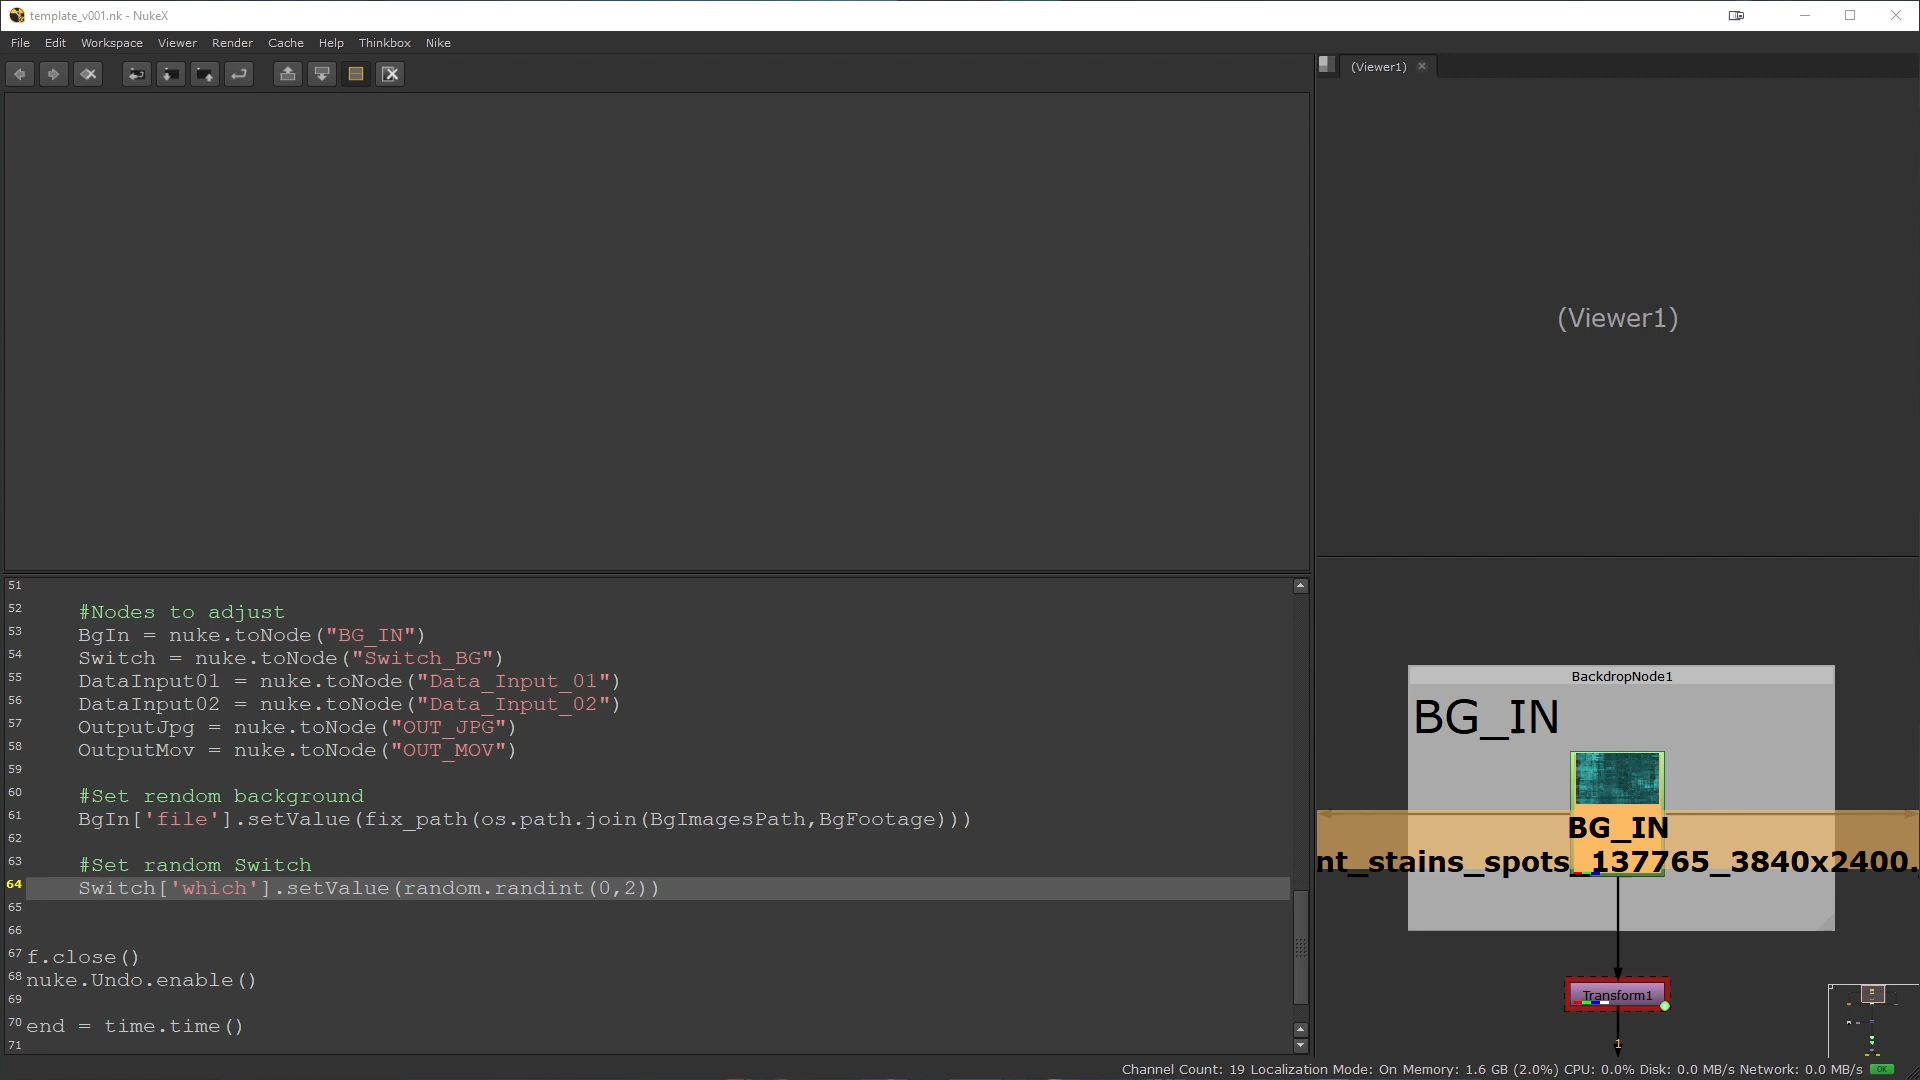 template_v001.nk - NukeX
File Edit Workspace Viewer Render Cache Help Thinkbox Nike
(Viewer1)
(Viewer1)
51
52 #Nodes to adjust
53 BgIn = nuke.toNode("BG_IN")
54 Switch = nuke.toNode("Switch_BG")
55 DataInput01 = nuke.toNode("Data_Input_01")
56 DataInput02 = nuke.toNode("Data_Input_02")
57 OutputJpg = nuke.toNode("OUT_JPG")
58 OutputMov = nuke.toNode("OUT_MOV")
59
60 #Set rendom background
61 BgIn['file'].setValue(fix_path(os.path.join(BgImagesPath,BgFootage)))
62
63 #Set random Switch
64 Switch['which'].setValue(random.randint(0,2))
65
66
67 f.close()
68 nuke.Undo.enable()
69
70 end = time.time()
71
BackdropNode1
BG_IN
BG_IN
nt_stains_spots_137765_3840x2400.
Transform1
1
Channel Count: 19 Localization Mode: On Memory: 1.6 GB (2.0%) CPU: 0.0% Disk: 0.0 MB/s Network: 0.0 MB/s OK